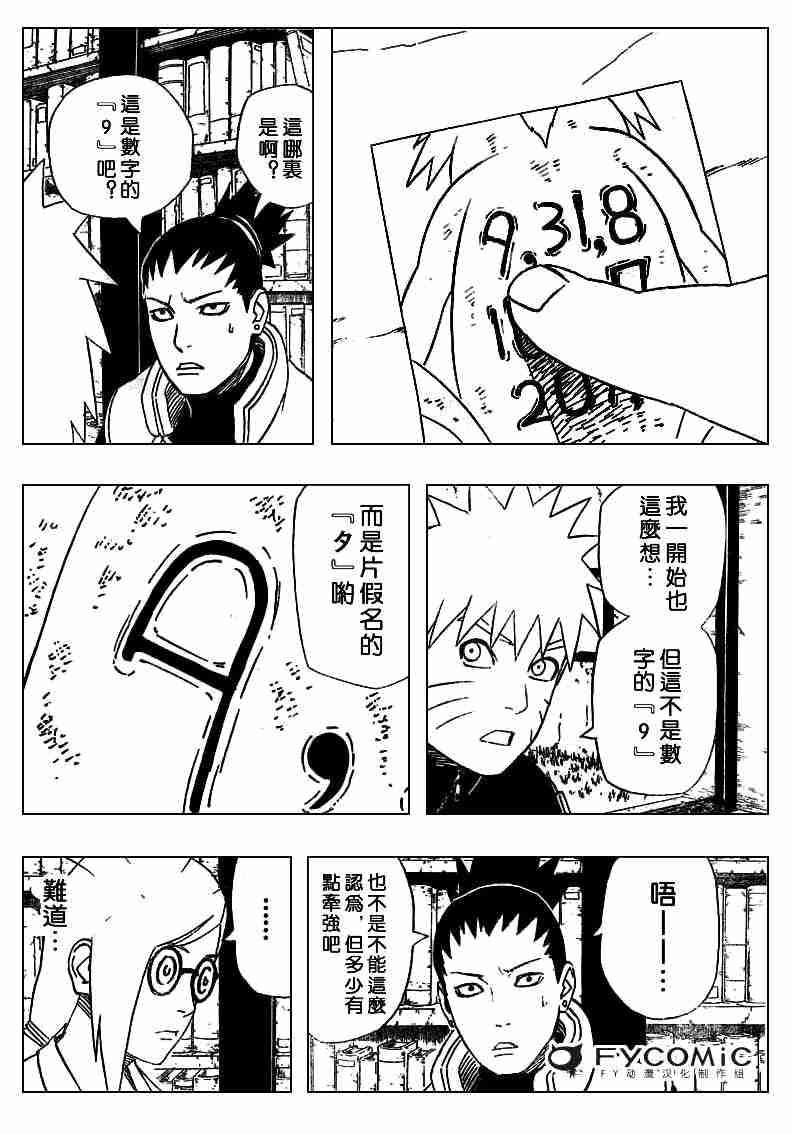 9,31,8
207,
這哪裏
是啊?
這是數字的
『9』吧?
我一開始也
這麼想…
但這不是數
字的『9』
而是片假名的
『タ』喲
唔——…
也不是不能這麼
認爲,但多少有
點牽強吧
……
難道…
FYCOMIC
FY动漫汉化制作组